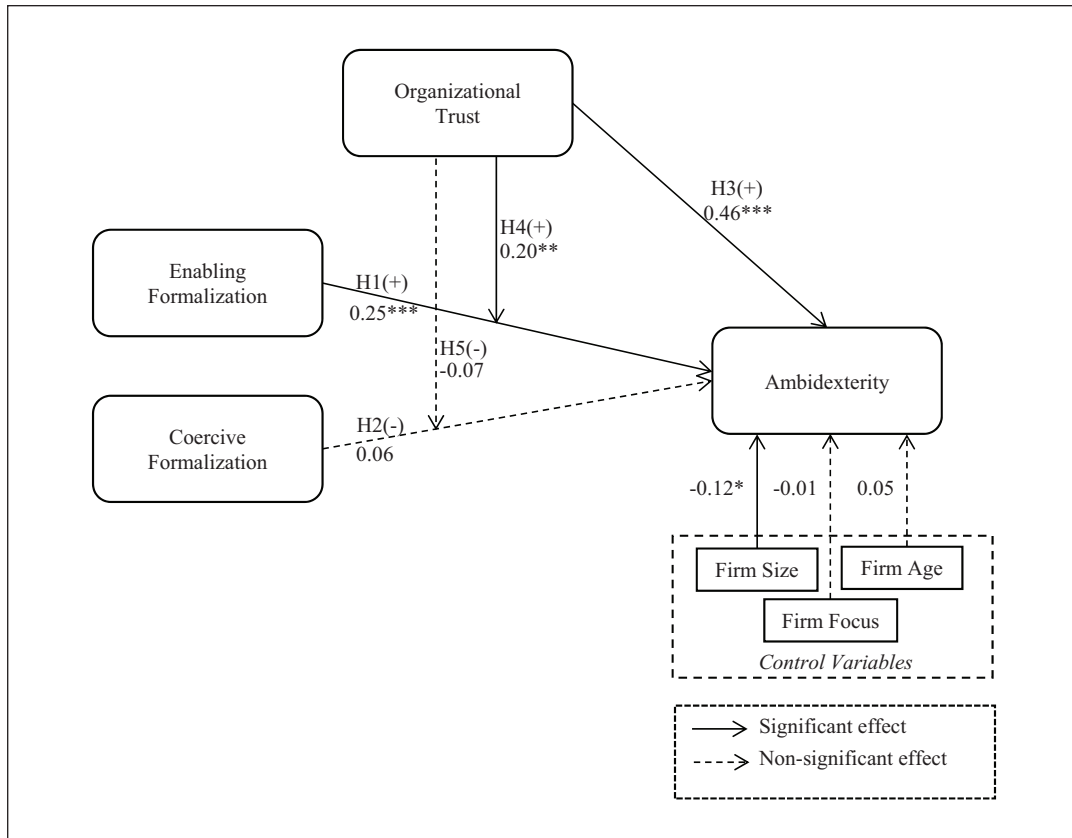 Organizational
Trust
H3(+)
0.46***
H4(+)
0.20**
Enabling
Formalization
H1(+)
0.25***
H5(-)
-0.07
Ambidexterity
Coercive
Formalization
H2(-)
0.06
-0.12*
-0.01
0.05
Firm Size
Firm Age
Firm Focus
Control Variables
Significant effect
Non-significant effect